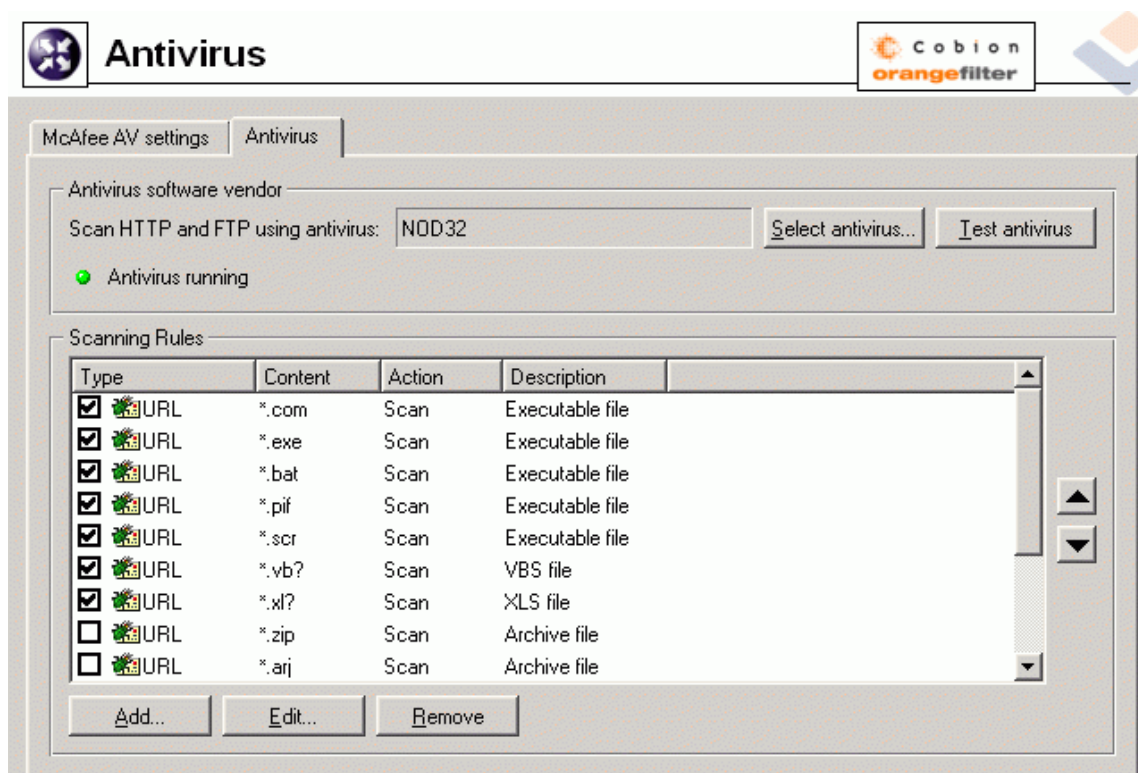 Antivirus
Cobion
orangefilter
McAfee AV settings Antivirus
Antivirus software vendor
Scan HTTP and FTP using antivirus: NOD32 Select antivirus... Test antivirus
Antivirus running
Scanning Rules
Type Content Action Description
URL *.com Scan Executable file
URL *.exe Scan Executable file
URL *.bat Scan Executable file
URL *.pif Scan Executable file
URL *.scr Scan Executable file
URL *.vb? Scan VBS file
URL *.xl? Scan XLS file
URL *.zip Scan Archive file
URL *.arj Scan Archive file
Add... Edit... Remove